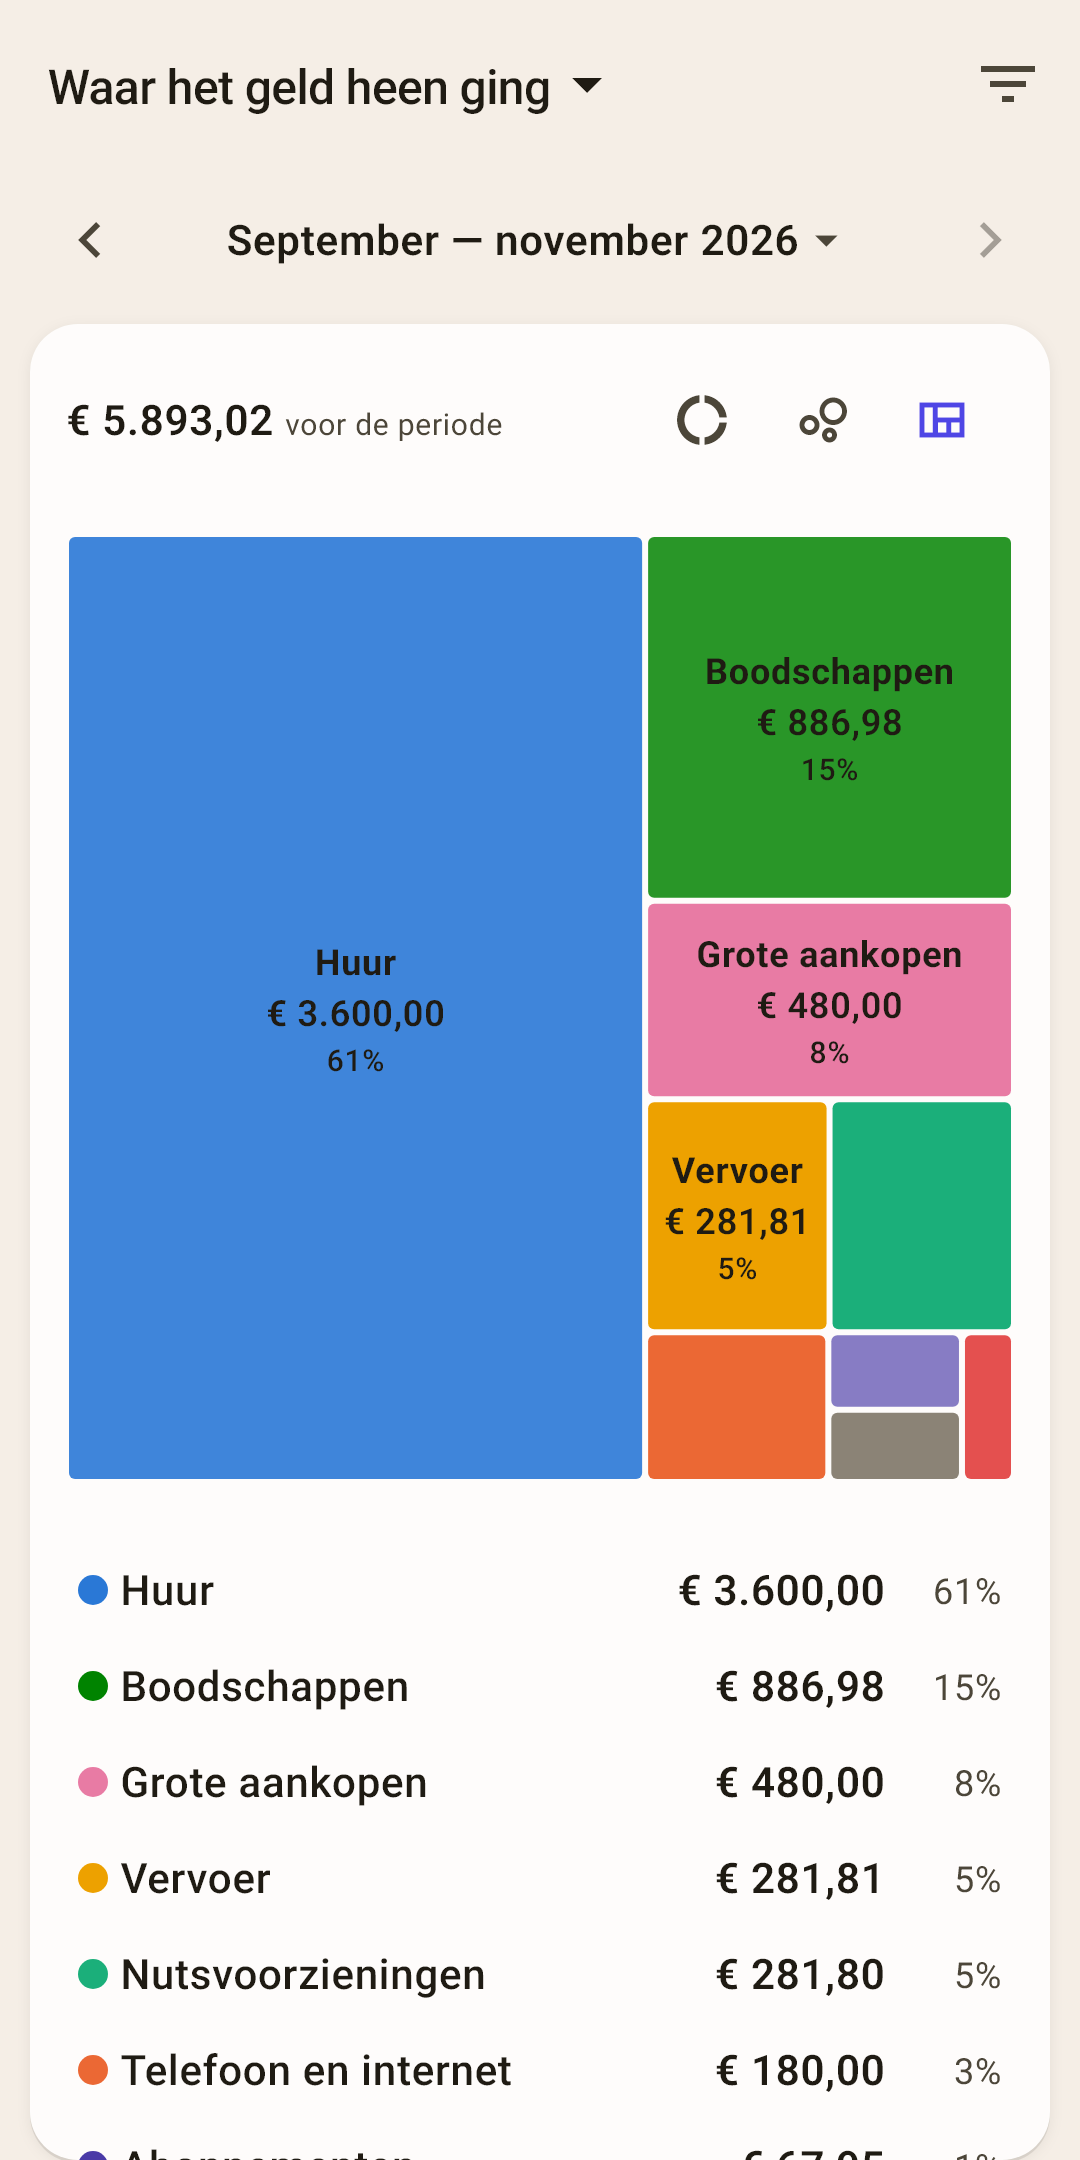 Waar het geld heen ging
September — november 2026
€ 5.893,02 voor de periode
Huur
€ 3.600,00
61%
Boodschappen
€ 886,98
15%
Grote aankopen
€ 480,00
8%
Vervoer
€ 281,81
5%
Huur € 3.600,00 61%
Boodschappen € 886,98 15%
Grote aankopen € 480,00 8%
Vervoer € 281,81 5%
Nutsvoorzieningen € 281,80 5%
Telefoon en internet € 180,00 3%